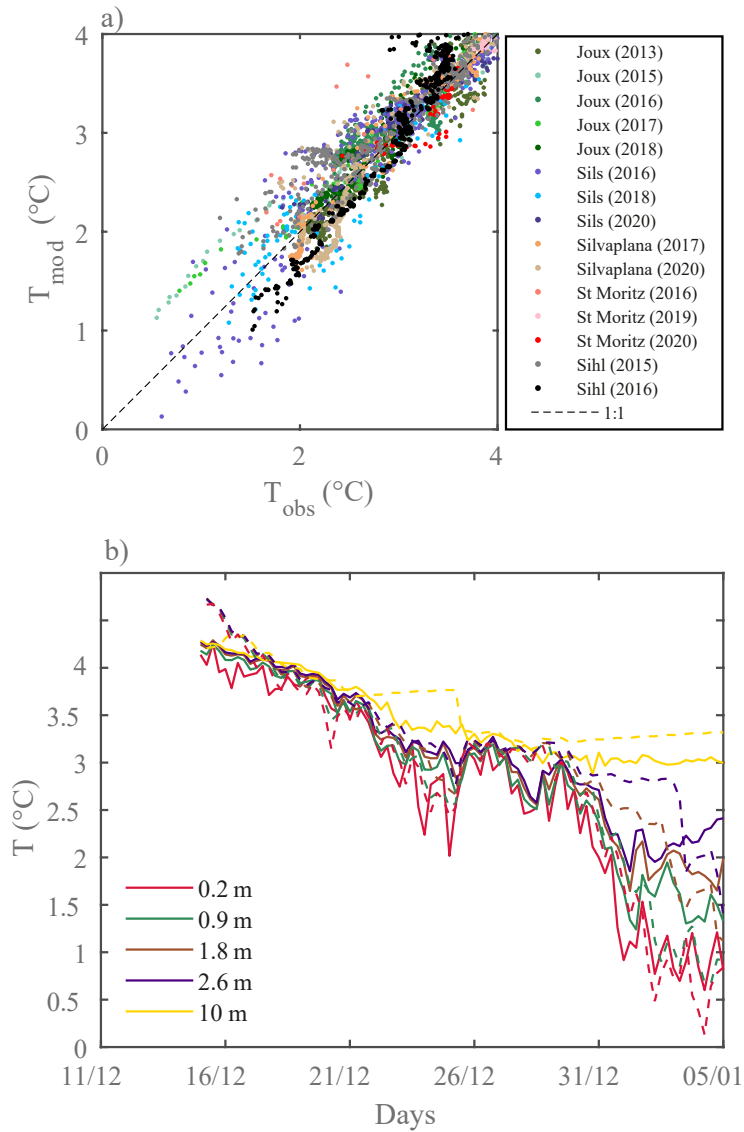 a)
4
3
2
1
0
T_mod (°C)
0
2
4
T_obs (°C)
Joux (2013)
Joux (2015)
Joux (2016)
Joux (2017)
Joux (2018)
Sils (2016)
Sils (2018)
Sils (2020)
Silvaplana (2017)
Silvaplana (2020)
St Moritz (2016)
St Moritz (2019)
St Moritz (2020)
Sihl (2015)
Sihl (2016)
1:1
b)
4
3.5
3
2.5
2
1.5
1
0.5
0
T (°C)
0.2 m
0.9 m
1.8 m
2.6 m
10 m
11/12
16/12
21/12
26/12
31/12
05/01
Days